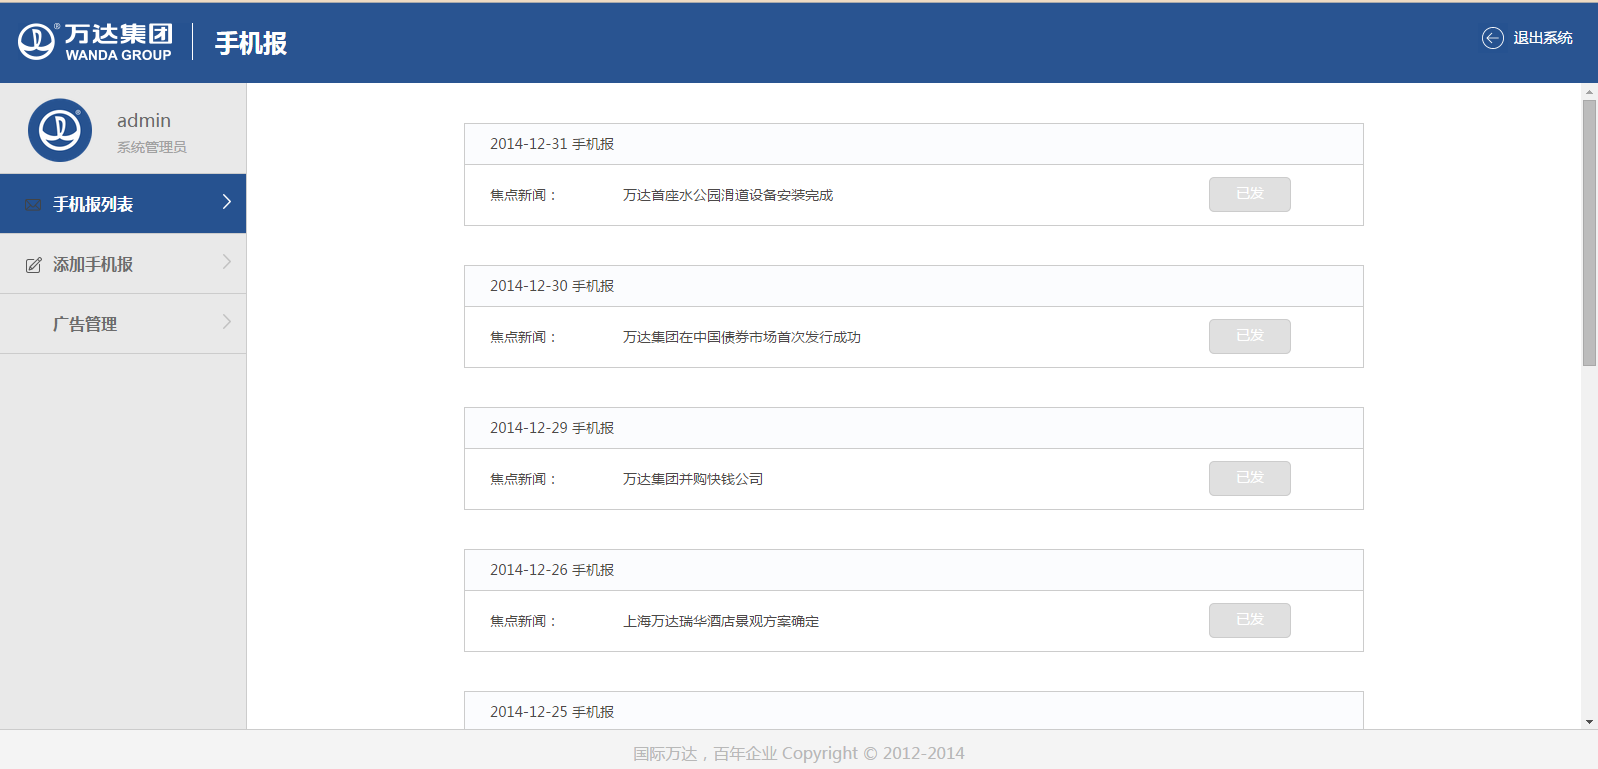 万达集团
WANDA GROUP
手机报
退出系统
admin
系统管理员
手机报列表
添加手机报
广告管理
2014-12-31 手机报
焦点新闻： 万达首座水公园滑道设备安装完成 已发
2014-12-30 手机报
焦点新闻： 万达集团在中国债券市场首次发行成功 已发
2014-12-29 手机报
焦点新闻： 万达集团并购快钱公司 已发
2014-12-26 手机报
焦点新闻： 上海万达瑞华酒店景观方案确定 已发
2014-12-25 手机报
国际万达，百年企业 Copyright © 2012-2014